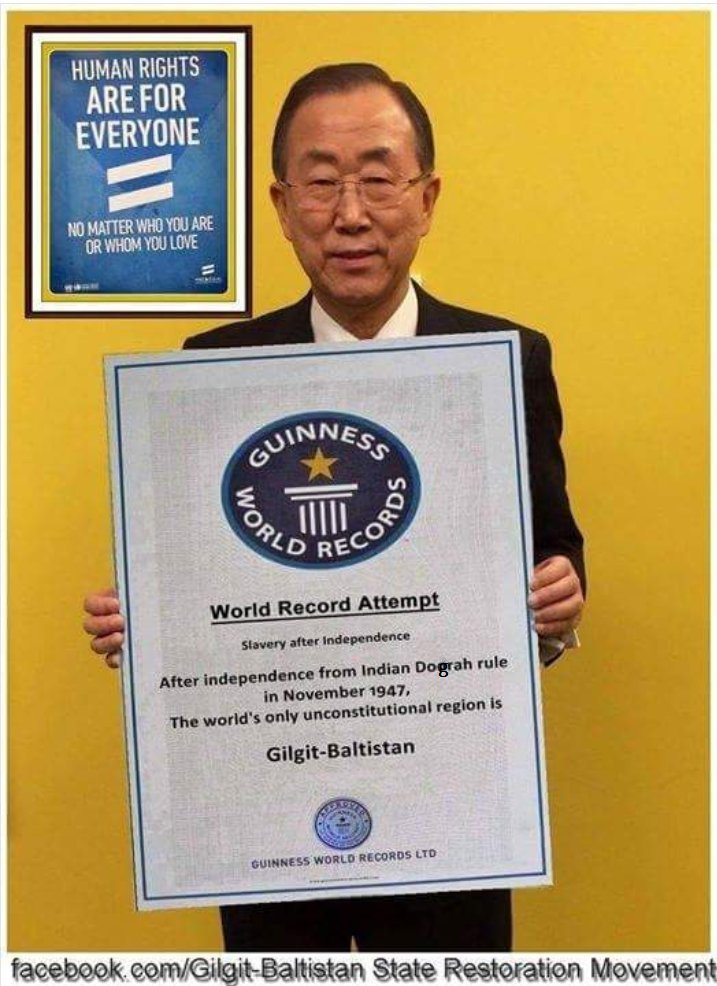 HUMAN RIGHTS
ARE FOR
EVERYONE
NO MATTER WHO YOU ARE
OR WHOM YOU LOVE
GUINNESS
WORLD RECORDS
World Record Attempt
Slavery after Independence
After independence from Indian Dograh rule
in November 1947,
The world's only unconstitutional region is
Gilgit-Baltistan
APPROVED
GUINNESS WORLD RECORDS LTD
facebook.com/Gilgit-Baltistan State Restoration Movement